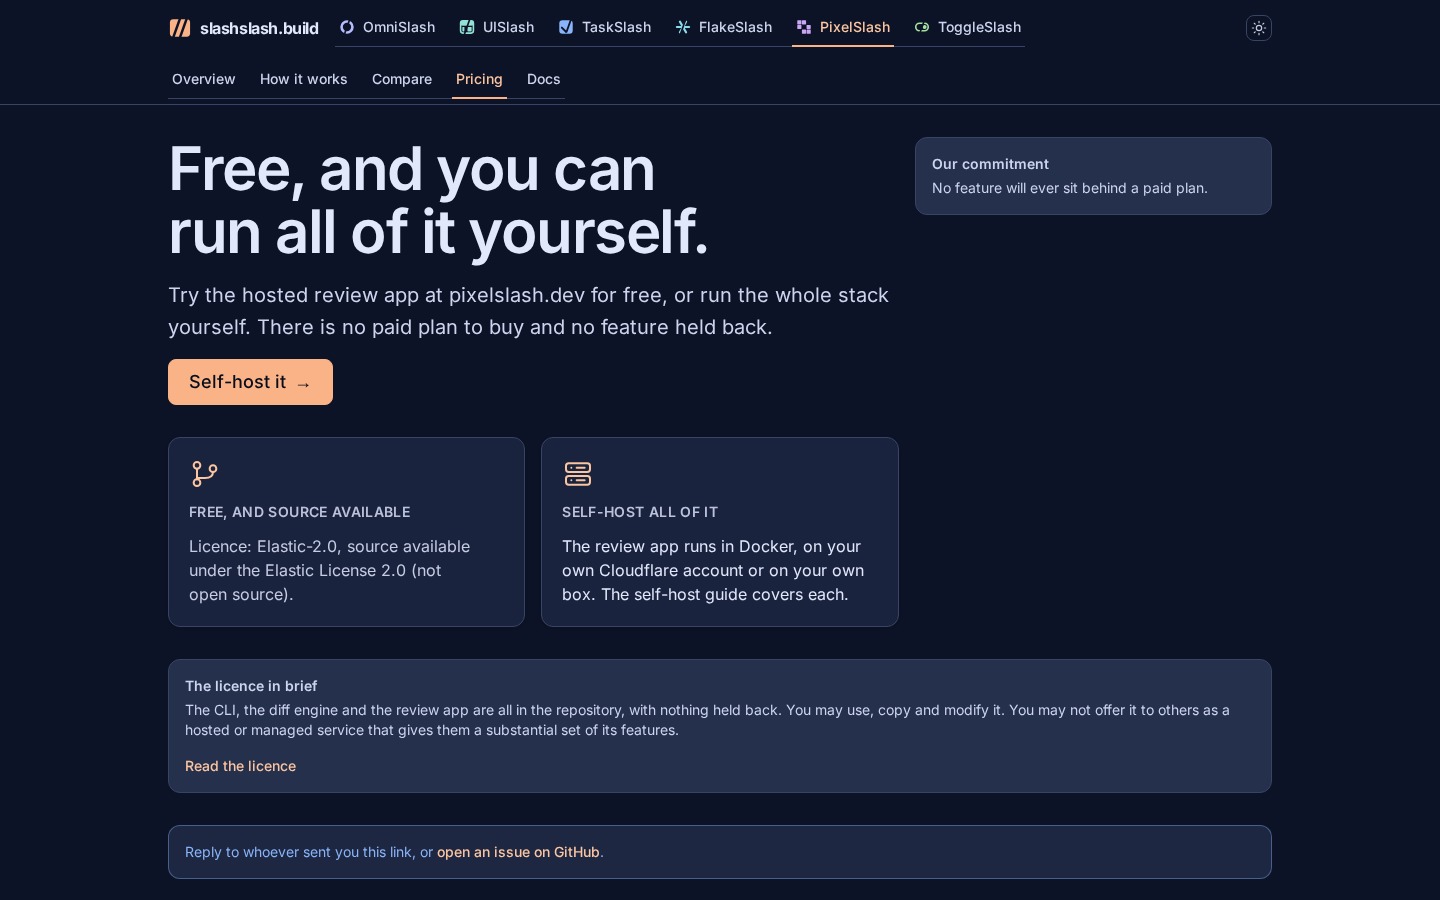 slashslash.build
OmniSlash
UISlash
TaskSlash
FlakeSlash
PixelSlash
ToggleSlash
Overview
How it works
Compare
Pricing
Docs
Free, and you can
run all of it yourself.
Try the hosted review app at pixelslash.dev for free, or run the whole stack
yourself. There is no paid plan to buy and no feature held back.
Self-host it →
Our commitment
No feature will ever sit behind a paid plan.
FREE, AND SOURCE AVAILABLE
Licence: Elastic-2.0, source available
under the Elastic License 2.0 (not
open source).
SELF-HOST ALL OF IT
The review app runs in Docker, on your
own Cloudflare account or on your own
box. The self-host guide covers each.
The licence in brief
The CLI, the diff engine and the review app are all in the repository, with nothing held back. You may use, copy and modify it. You may not offer it to others as a
hosted or managed service that gives them a substantial set of its features.
Read the licence
Reply to whoever sent you this link, or open an issue on GitHub.